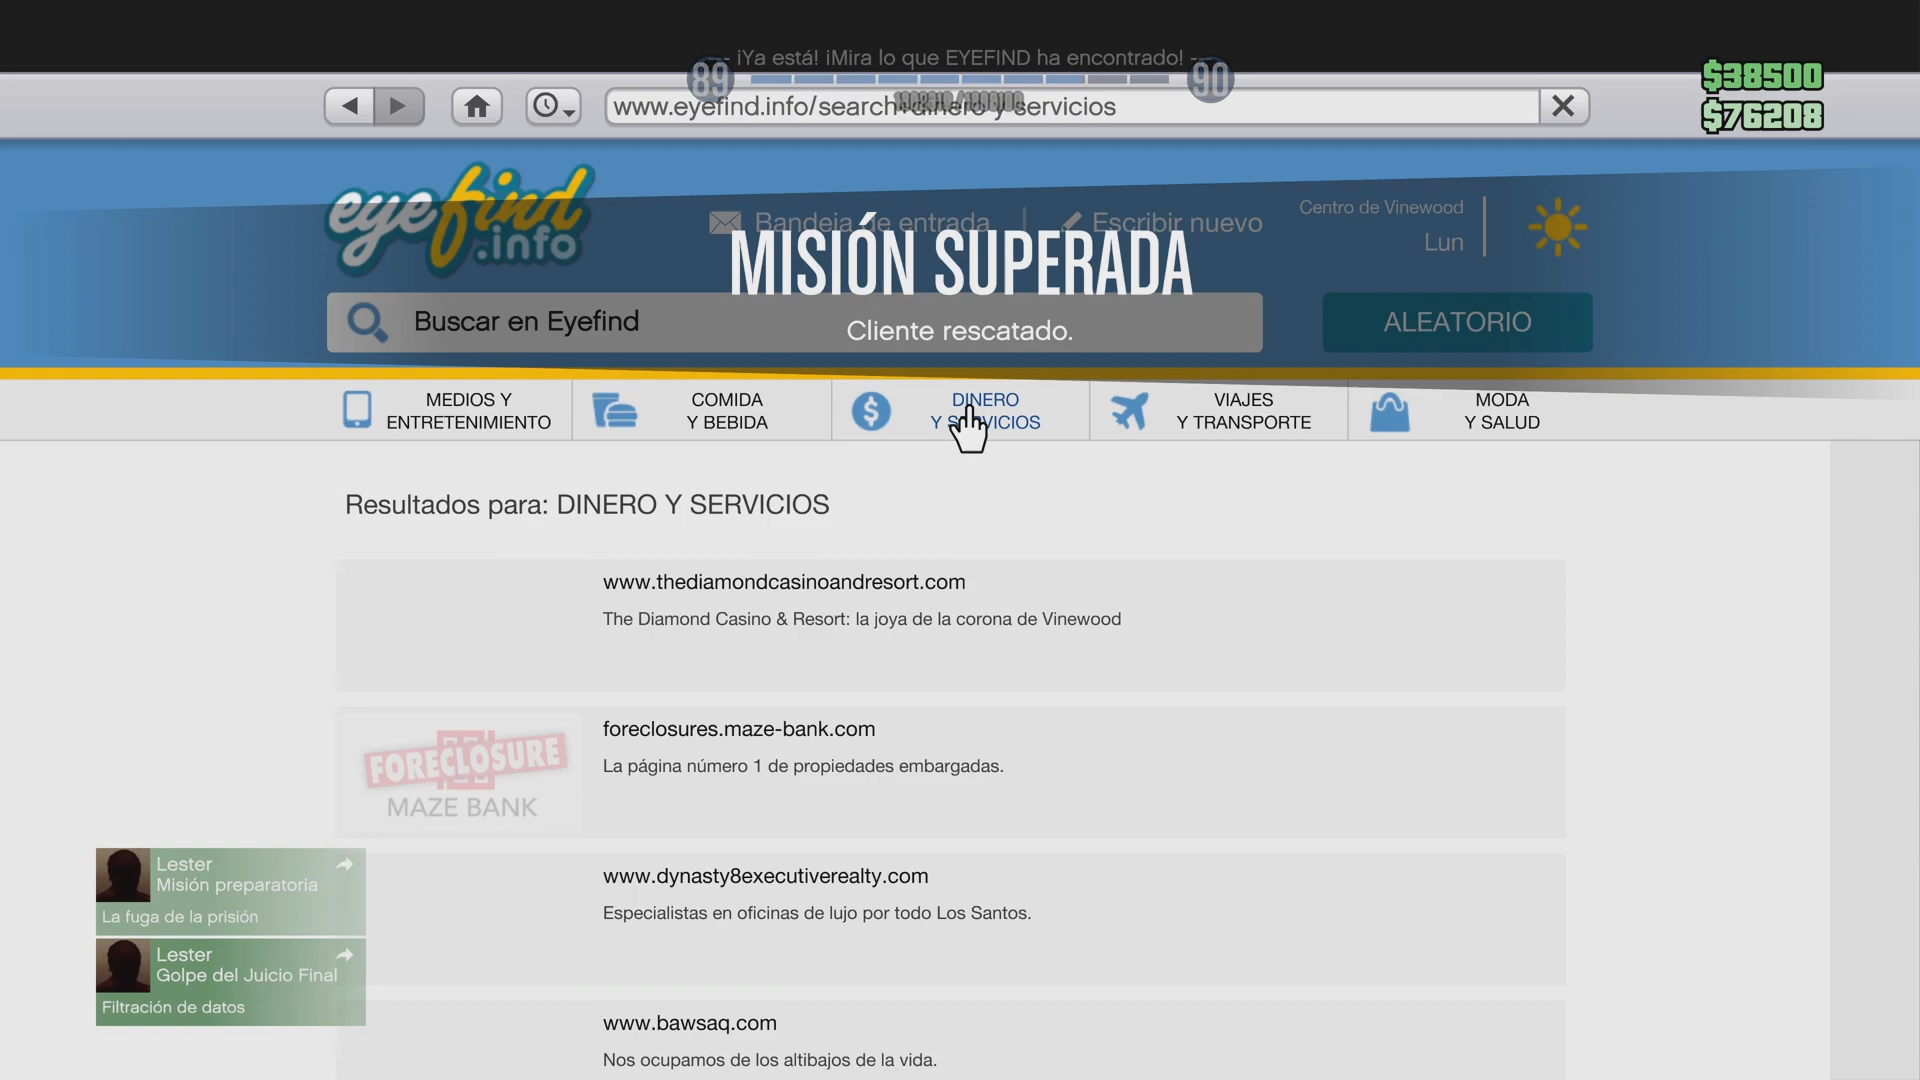 ¡Ya está! ¡Mira lo que EYEFIND ha encontrado!
89
90
www.eyefind.info/search+dinero y servicios
$38500
$76208
eyefind
.info
Bandeja de entrada
Escribir nuevo
Centro de Vinewood
Lun
MISIÓN SUPERADA
Buscar en Eyefind
Cliente rescatado.
ALEATORIO
MEDIOS Y
ENTRETENIMIENTO
COMIDA
Y BEBIDA
DINERO
Y SERVICIOS
VIAJES
Y TRANSPORTE
MODA
Y SALUD
Resultados para: DINERO Y SERVICIOS
www.thediamondcasinoandresort.com
The Diamond Casino & Resort: la joya de la corona de Vinewood
FORECLOSURE
MAZE BANK
foreclosures.maze-bank.com
La página número 1 de propiedades embargadas.
www.dynasty8executiverealty.com
Especialistas en oficinas de lujo por todo Los Santos.
www.bawsaq.com
Nos ocupamos de los altibajos de la vida.
Lester
Misión preparatoria
La fuga de la prisión
Lester
Golpe del Juicio Final
Filtración de datos